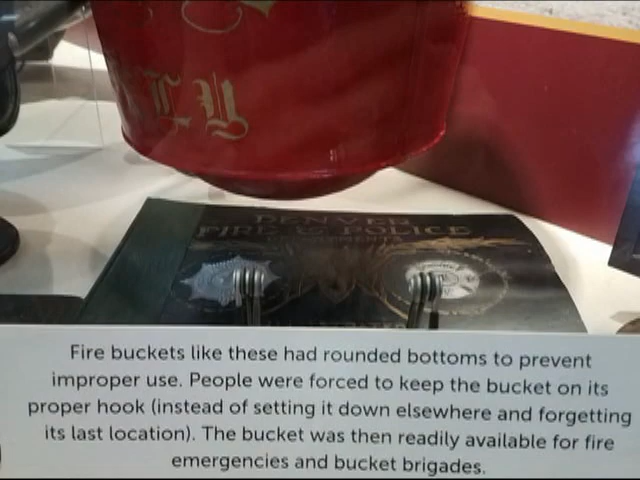 LY
DENVER
FIRE & POLICE
DEPARTMENTS
Fire buckets like these had rounded bottoms to prevent
improper use. People were forced to keep the bucket on its
proper hook (instead of setting it down elsewhere and forgetting
its last location). The bucket was then readily available for fire
emergencies and bucket brigades.